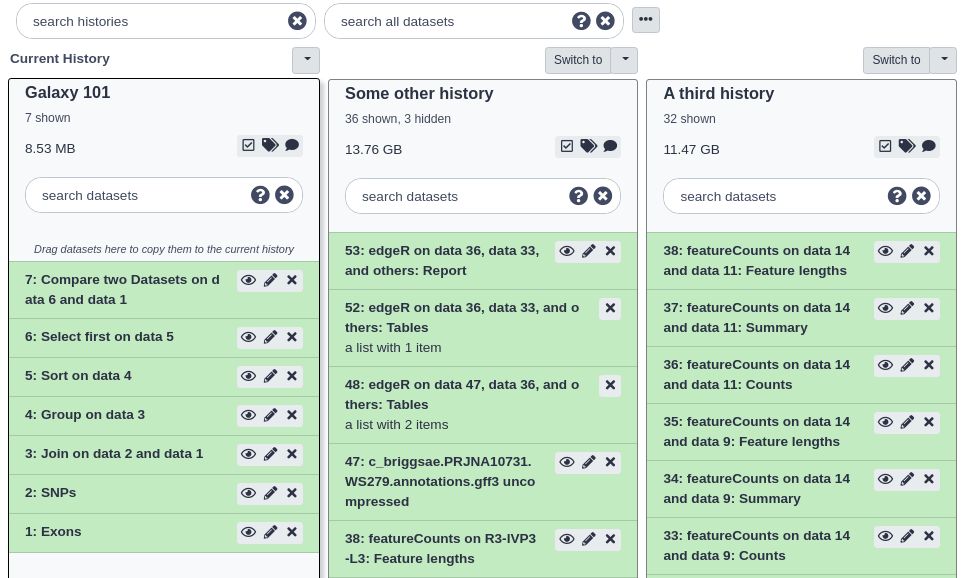 search histories
search all datasets
Current History
Switch to
Switch to
Galaxy 101
7 shown
8.53 MB
search datasets
Drag datasets here to copy them to the current history
7: Compare two Datasets on d
ata 6 and data 1
6: Select first on data 5
5: Sort on data 4
4: Group on data 3
3: Join on data 2 and data 1
2: SNPs
1: Exons
Some other history
36 shown, 3 hidden
13.76 GB
search datasets
53: edgeR on data 36, data 33,
and others: Report
52: edgeR on data 36, data 33, and o
thers: Tables
a list with 1 item
48: edgeR on data 47, data 36, and o
thers: Tables
a list with 2 items
47: c_briggsae.PRJNA10731.
WS279.annotations.gff3 unco
mpressed
38: featureCounts on R3-IVP3
-L3: Feature lengths
A third history
32 shown
11.47 GB
search datasets
38: featureCounts on data 14
and data 11: Feature lengths
37: featureCounts on data 14
and data 11: Summary
36: featureCounts on data 14
and data 11: Counts
35: featureCounts on data 14
and data 9: Feature lengths
34: featureCounts on data 14
and data 9: Summary
33: featureCounts on data 14
and data 9: Counts